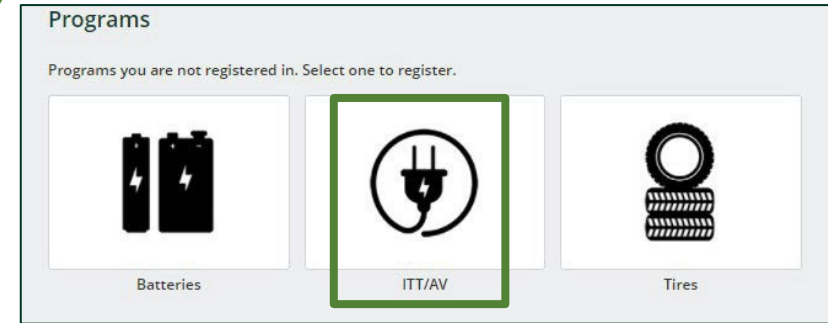 Programs
Programs you are not registered in. Select one to register.
Batteries
ITT/AV
Tires